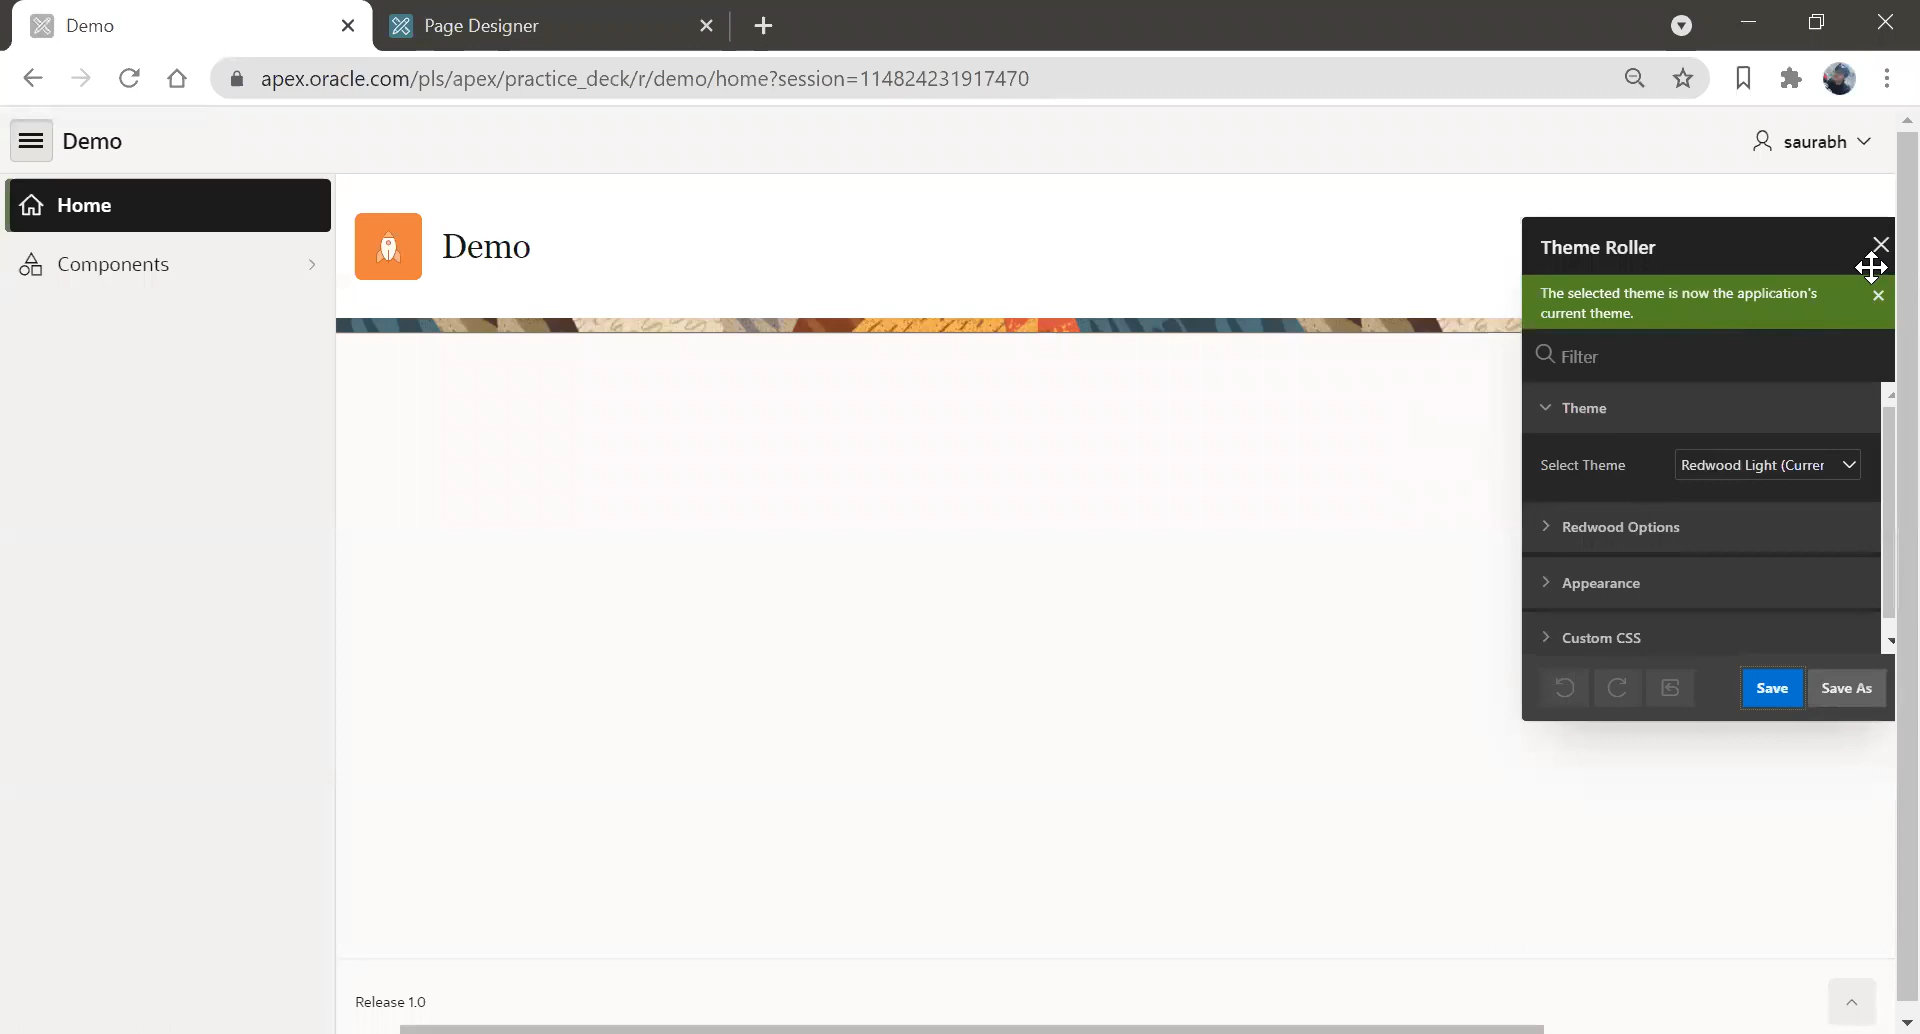 Demo
Page Designer
apex.oracle.com/pls/apex/practice_deck/r/demo/home?session=114824231917470
Demo
saurabh
Home
Components
Demo
Theme Roller
The selected theme is now the application's
current theme.
Filter
Theme
Select Theme
Redwood Light (Currer
Redwood Options
Appearance
Custom CSS
Save
Save As
Release 1.0